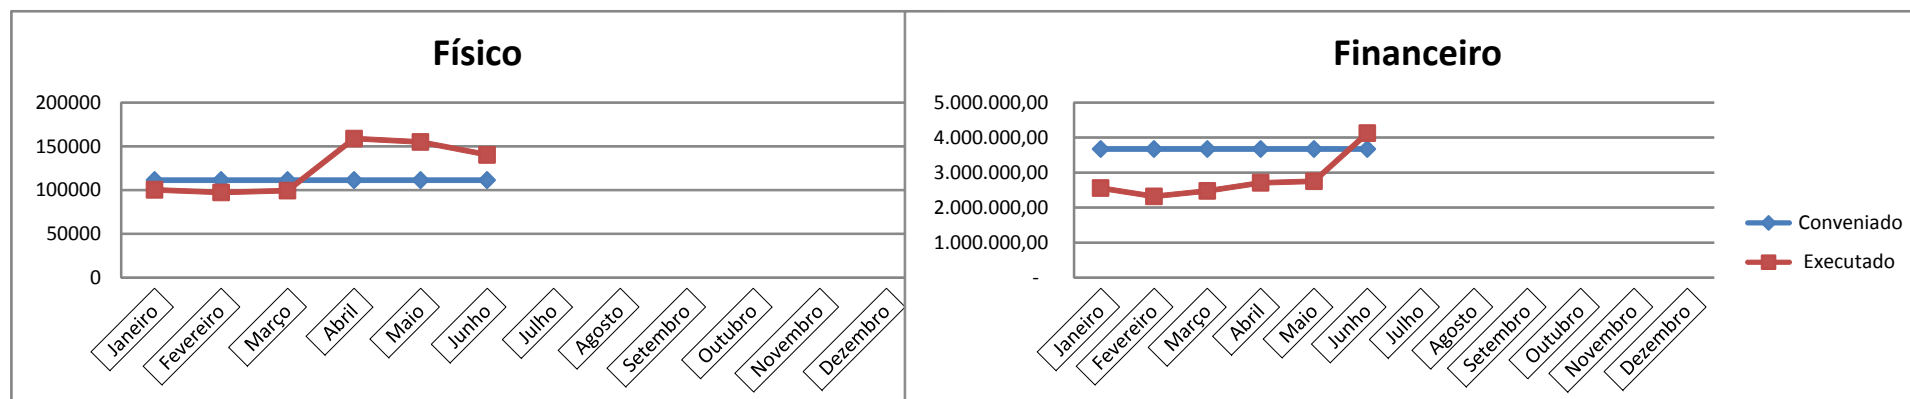 Físico
200000
150000
100000
50000
0
Janeiro
Fevereiro
Março
Abril
Maio
Junho
Julho
Agosto
Setembro
Outubro
Novembro
Dezembro
Financeiro
5.000.000,00
4.000.000,00
3.000.000,00
2.000.000,00
1.000.000,00
-
Janeiro
Fevereiro
Março
Abril
Maio
Junho
Julho
Agosto
Setembro
Outubro
Novembro
Dezembro
Conveniado
Executado